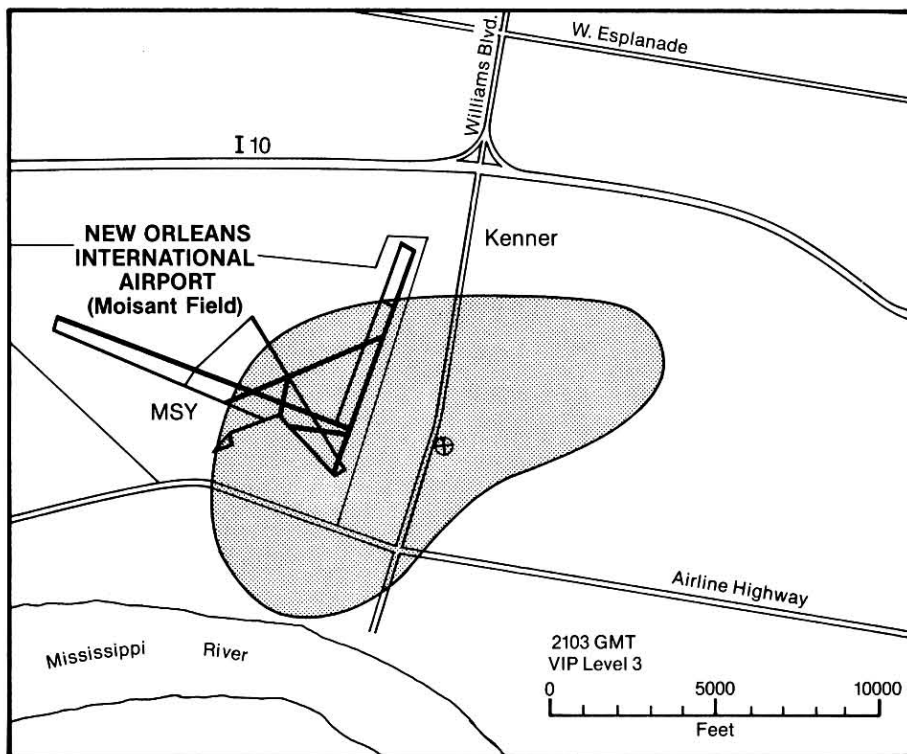 W. Esplanade
Williams Blvd.
I 10
NEW ORLEANS
INTERNATIONAL
AIRPORT
(Moisant Field)
Kenner
MSY
Airline Highway
Mississippi River
2103 GMT
VIP Level 3
0 5000 10000
Feet